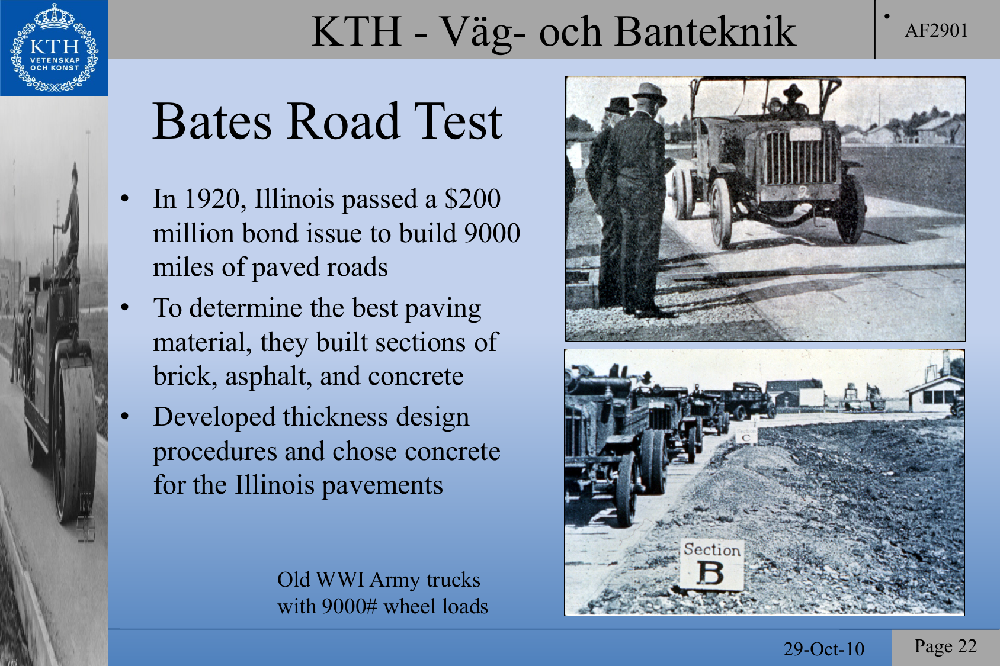 KTH
VETENSKAP
OCH KONST
KTH - Väg- och Banteknik
• AF2901
Bates Road Test
• In 1920, Illinois passed a $200
million bond issue to build 9000
miles of paved roads
• To determine the best paving
material, they built sections of
brick, asphalt, and concrete
• Developed thickness design
procedures and chose concrete
for the Illinois pavements
Old WWI Army trucks
with 9000# wheel loads
2
Section
C
Section
B
29-Oct-10
Page 22